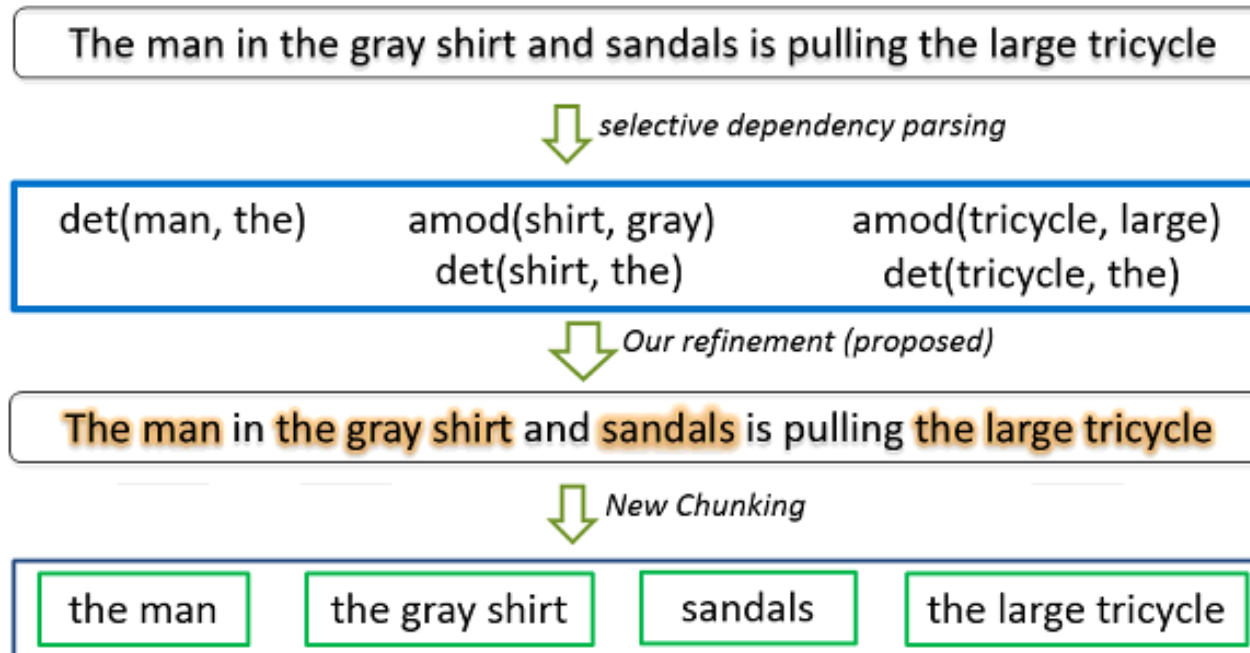 The man in the gray shirt and sandals is pulling the large tricycle
selective dependency parsing
det(man, the) amod(shirt, gray) amod(tricycle, large)
det(shirt, the) det(tricycle, the)
Our refinement (proposed)
The man in the gray shirt and sandals is pulling the large tricycle
New Chunking
the man the gray shirt sandals the large tricycle